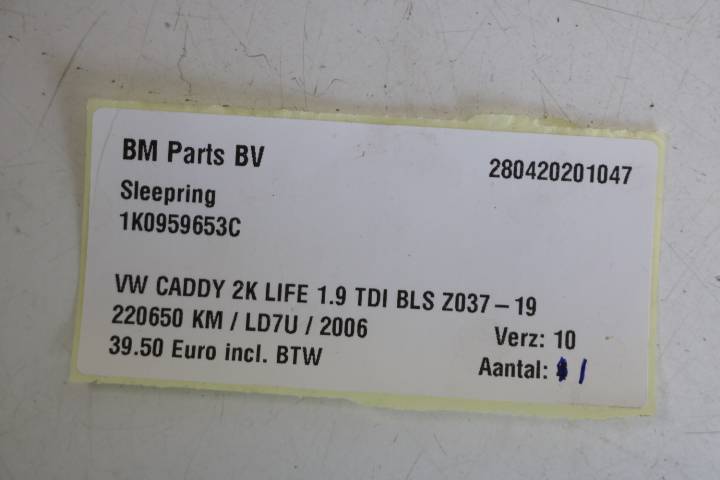 BM Parts BV
280420201047
Sleepring
1K0959653C
VW CADDY 2K LIFE 1.9 TDI BLS Z037 – 19
220650 KM / LD7U / 2006
Verz: 10
39.50 Euro incl. BTW
Aantal: 1